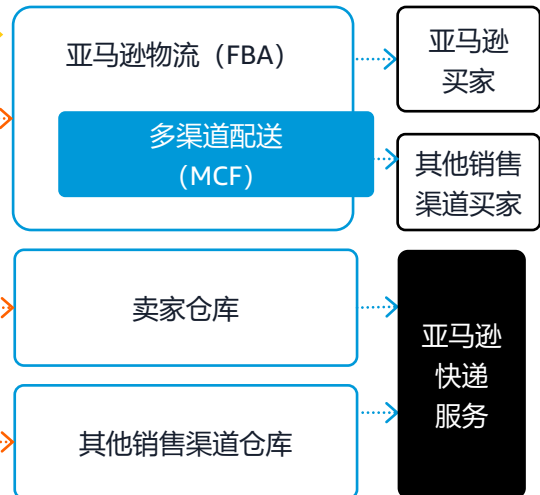 亚马逊物流（FBA）
多渠道配送
（MCF）
亚马逊
买家
其他销售
渠道买家
卖家仓库
其他销售渠道仓库
亚马逊
快递
服务